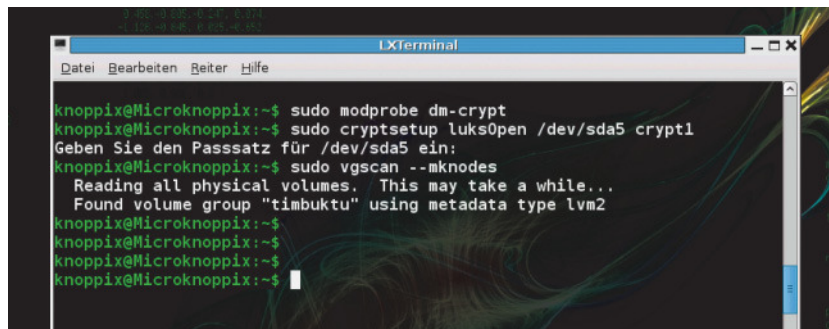 LXTerminal
Datei Bearbeiten Reiter Hilfe
knoppix@Microknoppix:~$ sudo modprobe dm-crypt
knoppix@Microknoppix:~$ sudo cryptsetup luksOpen /dev/sda5 crypt1
Geben Sie den Passsatz für /dev/sda5 ein:
knoppix@Microknoppix:~$ sudo vgscan --mknodes
Reading all physical volumes.  This may take a while...
Found volume group "timbuktu" using metadata type lvm2
knoppix@Microknoppix:~$
knoppix@Microknoppix:~$
knoppix@Microknoppix:~$
knoppix@Microknoppix:~$